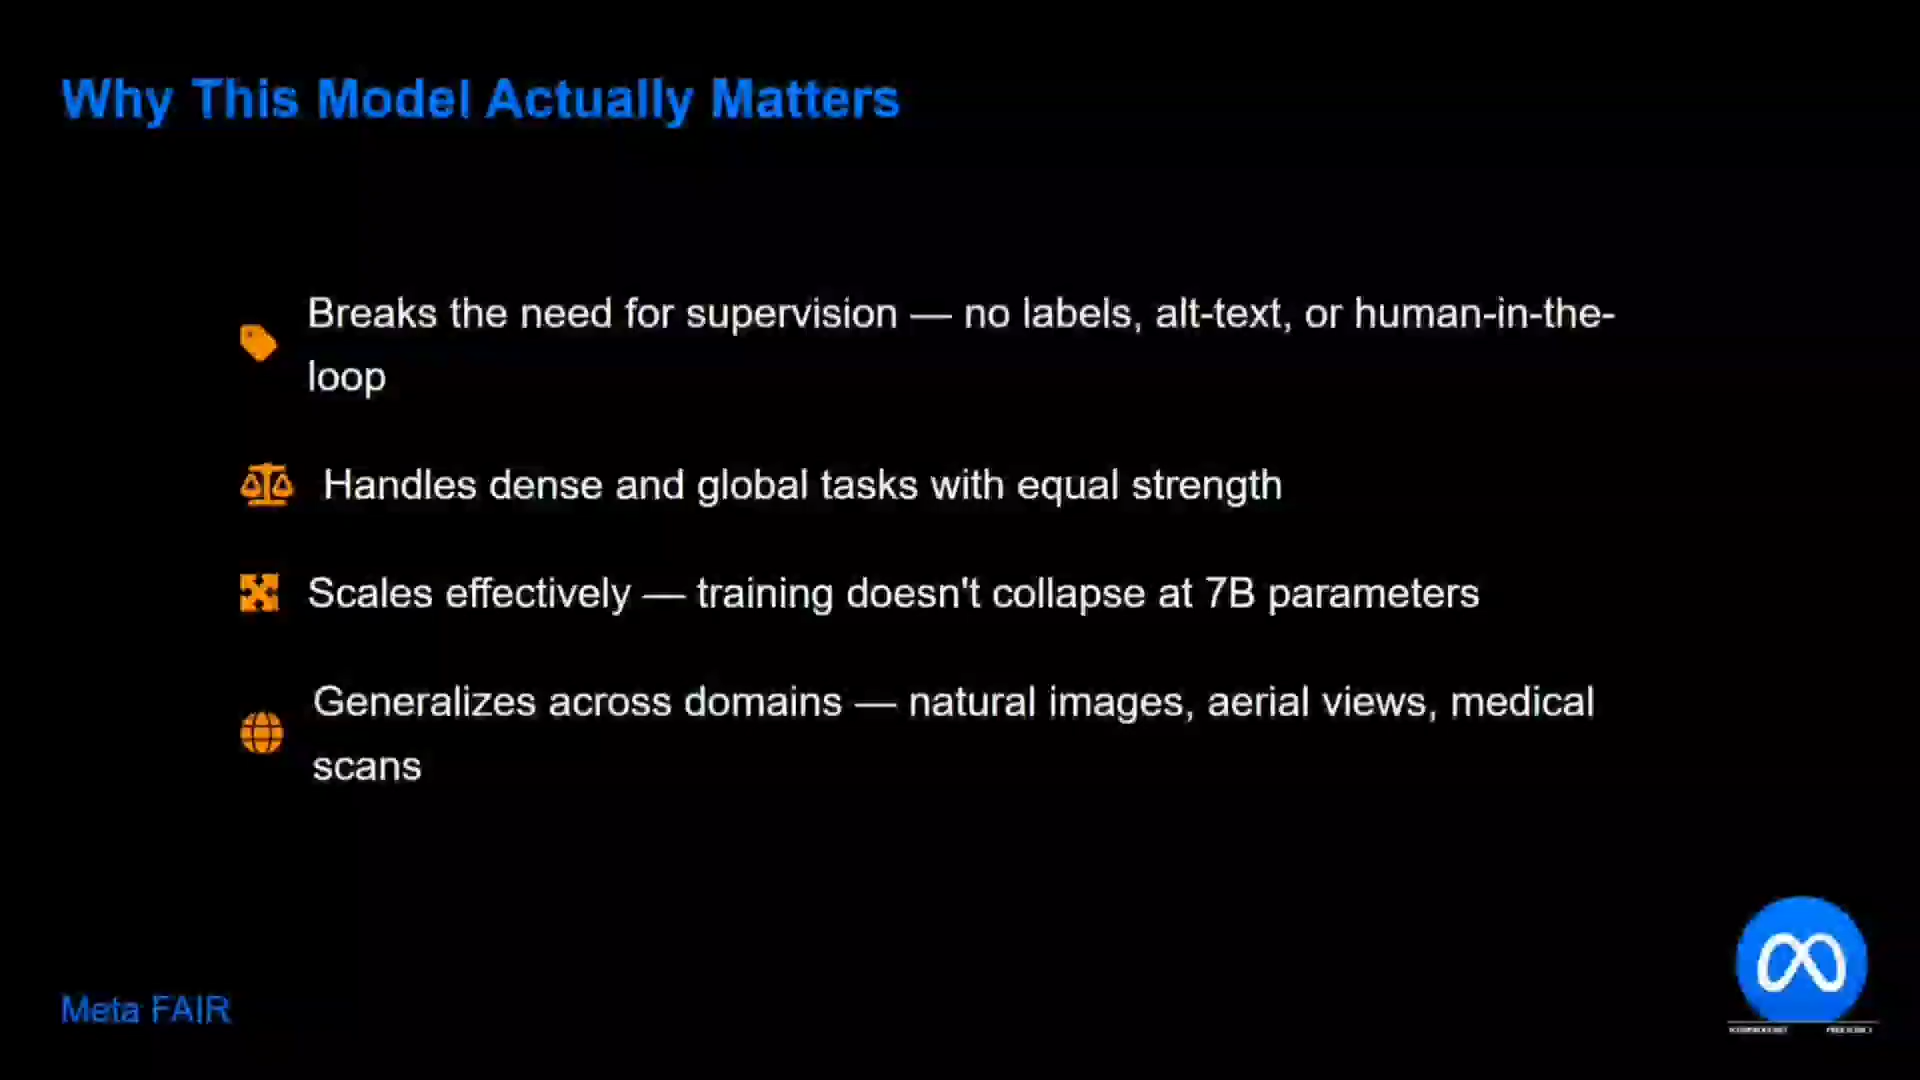 Why This Model Actually Matters
Breaks the need for supervision — no labels, alt-text, or human-in-the-
loop
Handles dense and global tasks with equal strength
Scales effectively — training doesn't collapse at 7B parameters
Generalizes across domains — natural images, aerial views, medical
scans
Meta FAIR